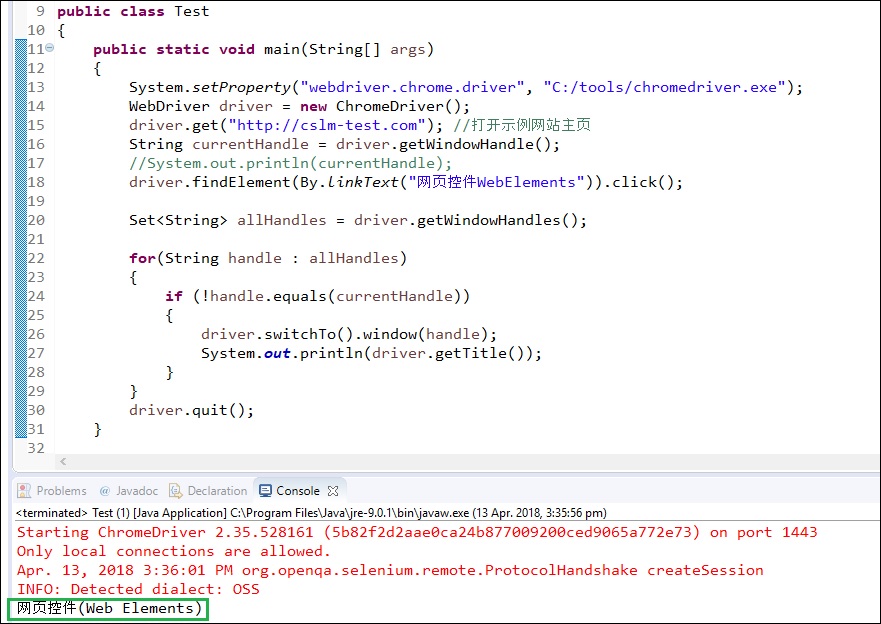 9 public class Test
10 {
11 public static void main(String[] args)
12 {
13 System.setProperty("webdriver.chrome.driver", "C:/tools/chromedriver.exe");
14 WebDriver driver = new ChromeDriver();
15 driver.get("http://cslm-test.com"); //打开示例网站主页
16 String currentHandle = driver.getWindowHandle();
17 //System.out.println(currentHandle);
18 driver.findElement(By.linkText("网页控件WebElements")).click();
19
20 Set<String> allHandles = driver.getWindowHandles();
21
22 for(String handle : allHandles)
23 {
24 if (!handle.equals(currentHandle))
25 {
26 driver.switchTo().window(handle);
27 System.out.println(driver.getTitle());
28 }
29 }
30 driver.quit();
31 }
32
Problems @ Javadoc Declaration Console
<terminated> Test (1) [Java Application] C:\Program Files\Java\jre-9.0.1\bin\javaw.exe (13 Apr. 2018, 3:35:56 pm)
Starting ChromeDriver 2.35.528161 (5b82f2d2aae0ca24b877009200ced9065a772e73) on port 1443
Only local connections are allowed.
Apr. 13, 2018 3:36:01 PM org.openqa.selenium.remote.ProtocolHandshake createSession
INFO: Detected dialect: OSS
网页控件(Web Elements)